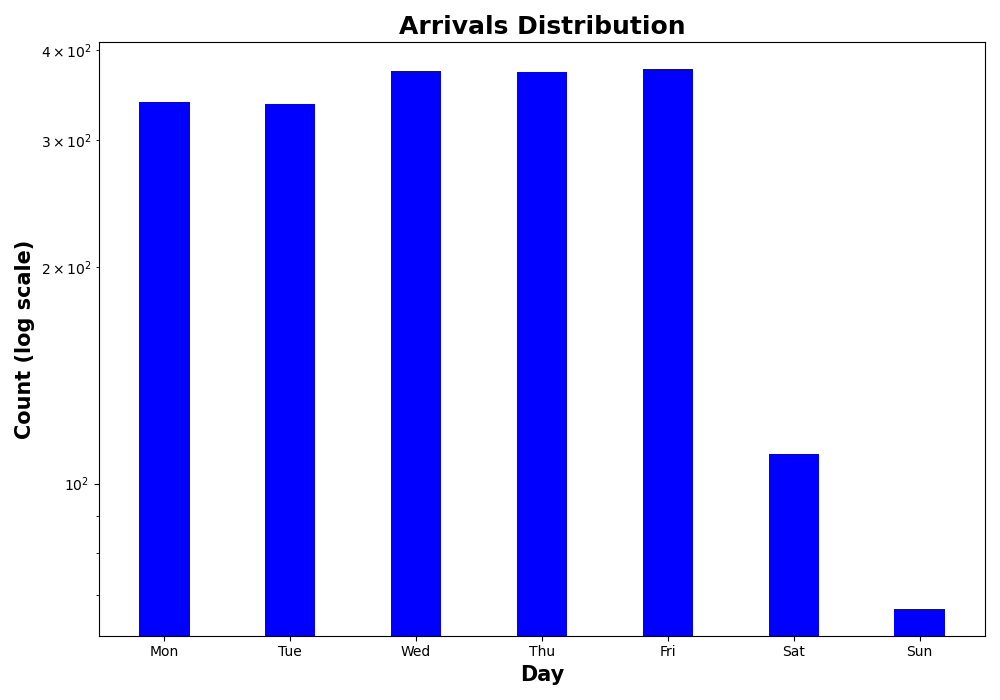 Arrivals Distribution
4 × 10²
3 × 10²
2 × 10²
10²
Count (log scale)
Mon Tue Wed Thu Fri Sat Sun
Day